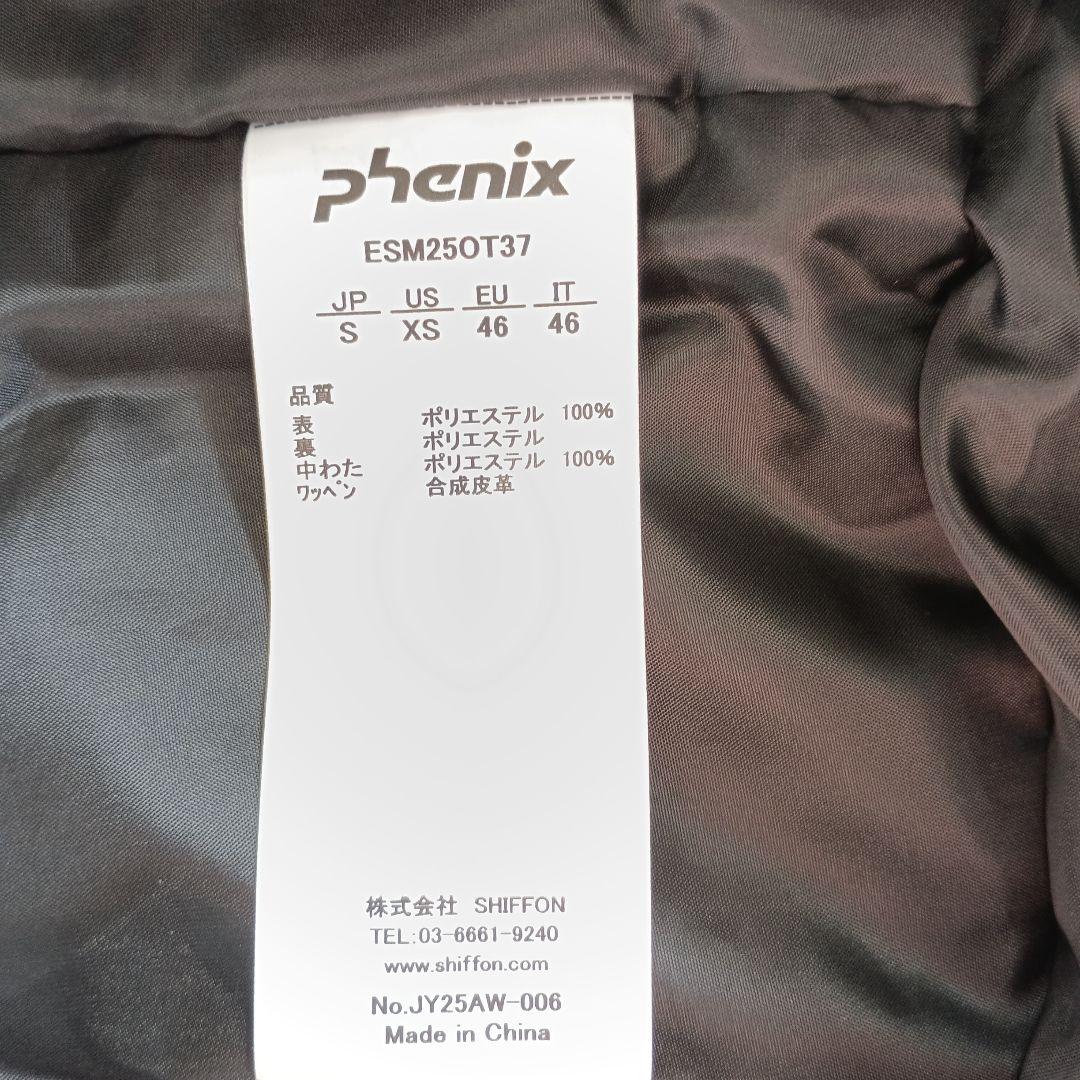 phenix
ESM25OT37
JP US EU IT
S XS 46 46
品質
表 ポリエステル 100%
裏 ポリエステル
中わた ポリエステル 100%
ワッペン 合成皮革
株式会社 SHIFFON
TEL:03-6661-9240
www.shiffon.com
No.JY25AW-006
Made in China